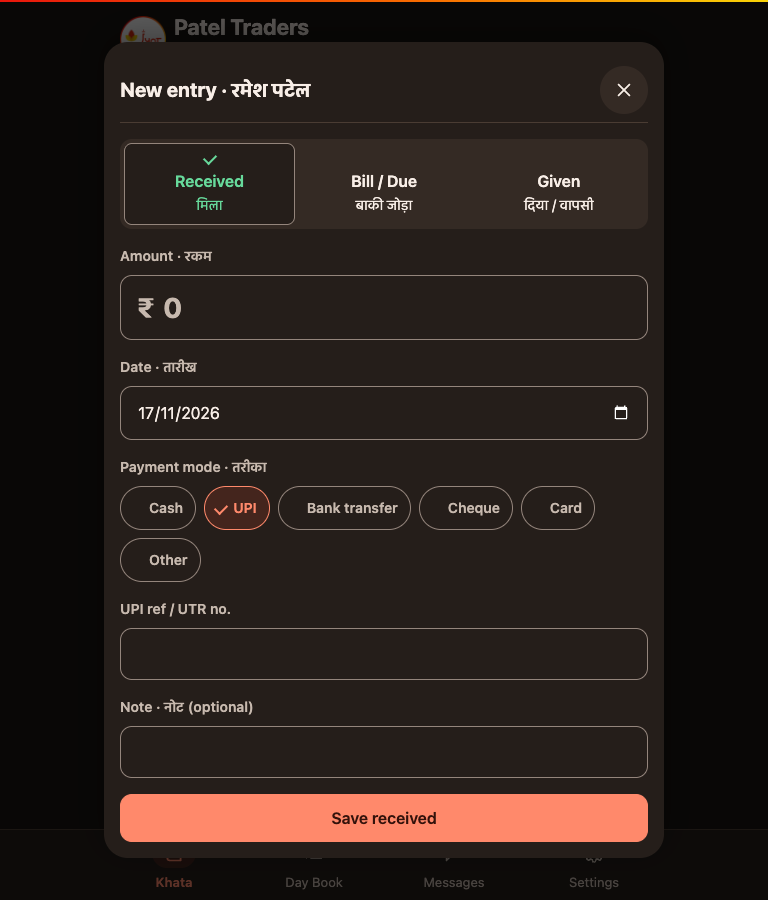 Patel Traders
New entry · रमेश पटेल
Received
मिला
Bill / Due
बाकी जोड़ा
Given
दिया / वापसी
Amount · रकम
₹ 0
Date · तारीख
17/11/2026
Payment mode · तरीका
Cash
UPI
Bank transfer
Cheque
Card
Other
UPI ref / UTR no.
Note · नोट (optional)
Save received
Khata
Day Book
Messages
Settings